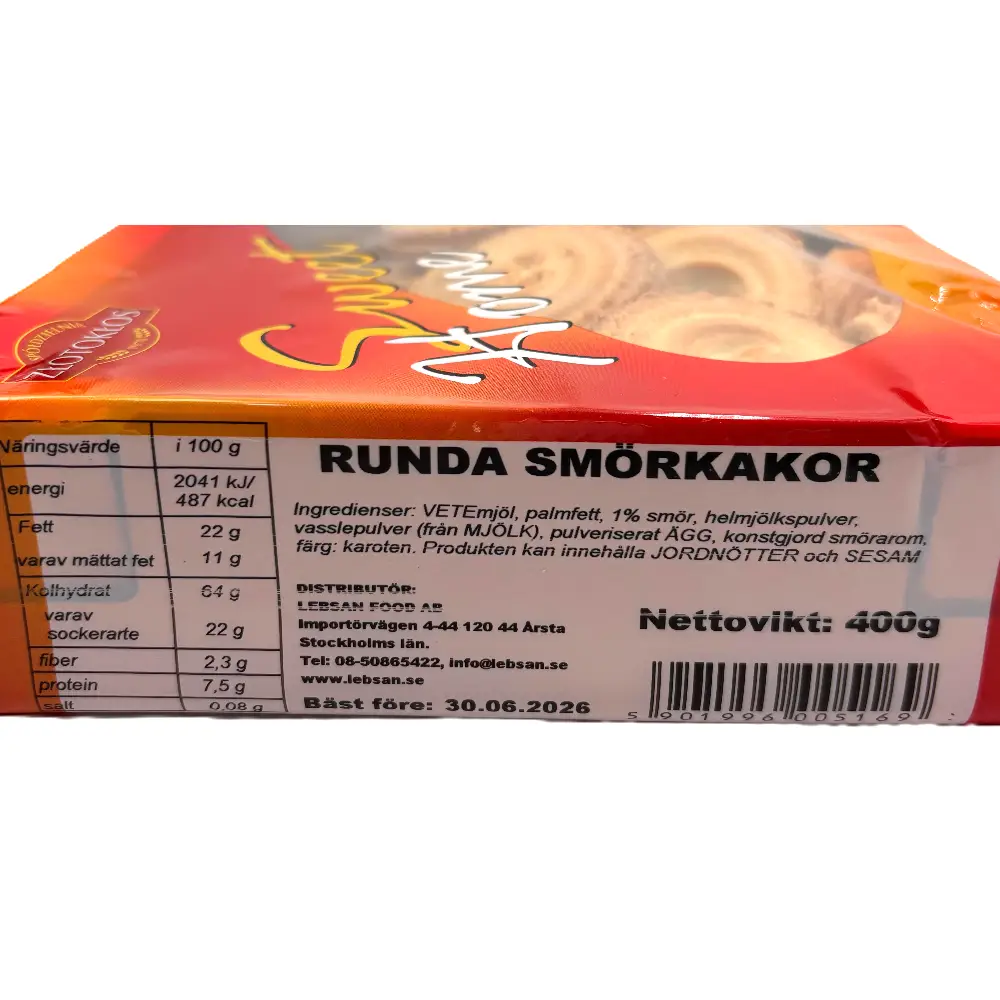 Sweet
Home
ZŁOTOKŁOS
Näringsvärde i 100 g
energi 2041 kJ/
487 kcal
Fett 22 g
varav mättat fet 11 g
Kolhydrat 64 g
varav
sockerarte 22 g
fiber 2,3 g
protein 7,5 g
salt 0,08 g
RUNDA SMÖRKAKOR
Ingredienser: VETEmjöl, palmfett, 1% smör, helmjölkspulver,
vasslepulver (från MJÖLK), pulveriserat ÄGG, konstgjord smörarom,
färg: karoten. Produkten kan innehålla JORDNÖTTER och SESAM
DISTRIBUTÖR:
LEBSAN FOOD AB
Importörvägen 4-44 120 44 Årsta
Stockholms län.
Tel: 08-50865422, info@lebsan.se
www.lebsan.se
Bäst före: 30.06.2026
Nettovikt: 400g
5 901996 005169